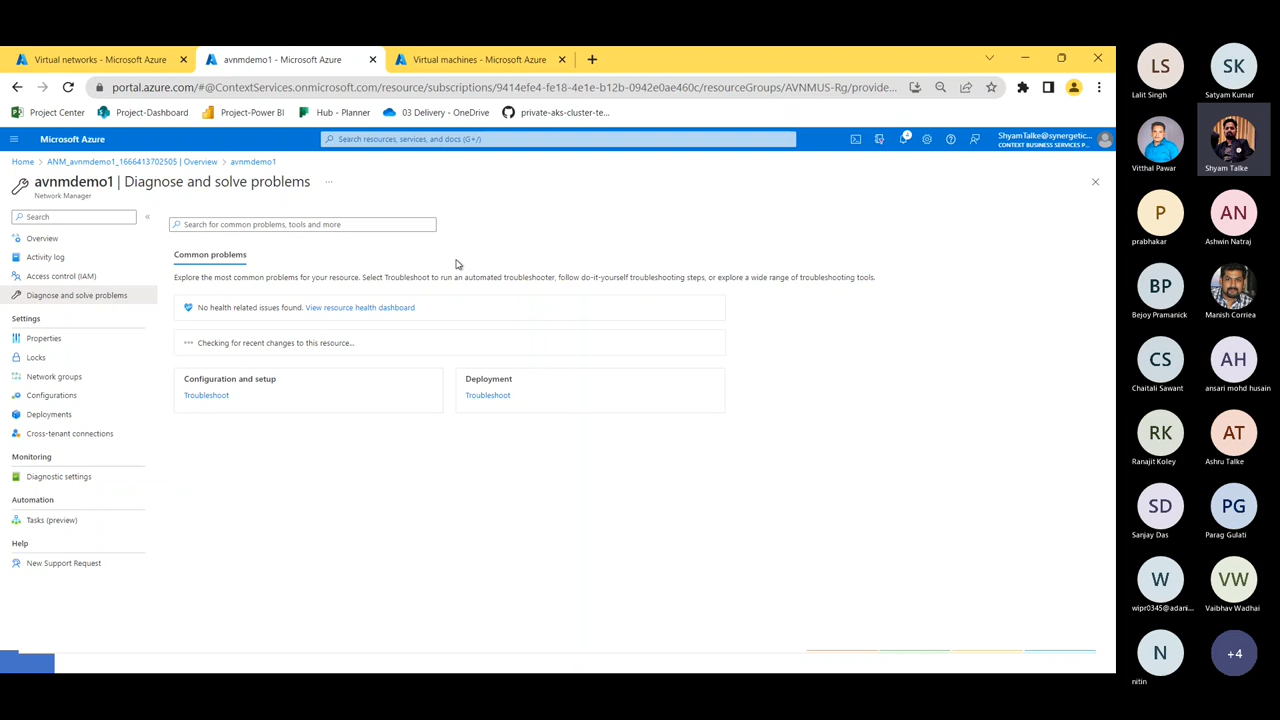 Virtual networks - Microsoft Azure
avnmdemo1 - Microsoft Azure
Virtual machines - Microsoft Azure
portal.azure.com/#@ContextServices.onmicrosoft.com/resource/subscriptions/9414efe4-fe18-4e1e-b12b-0942e0ae460c/resourceGroups/AVNMUS-Rg/provide...
Project Center
Project-Dashboard
Project-Power BI
Hub - Planner
03 Delivery - OneDrive
private-aks-cluster-te...
Microsoft Azure
Search resources, services, and docs (G+/)
4
ShyamTalke@synergetic...
CONTEXT BUSINESS SERVICES P...
Home > ANM_avnmdemo1_1666413702505 | Overview > avnmdemo1
avnmdemo1 | Diagnose and solve problems ...
Network Manager
Search
«
Overview
Activity log
Access control (IAM)
Diagnose and solve problems
Settings
Properties
Locks
Network groups
Configurations
Deployments
Cross-tenant connections
Monitoring
Diagnostic settings
Automation
Tasks (preview)
Help
New Support Request
Search for common problems, tools and more
Common problems
Explore the most common problems for your resource. Select Troubleshoot to run an automated troubleshooter, follow do-it-yourself troubleshooting steps, or explore a wide range of troubleshooting tools.
No health related issues found. View resource health dashboard
Checking for recent changes to this resource...
Configuration and setup
Troubleshoot
Deployment
Troubleshoot
LS
Lalit Singh
SK
Satyam Kumar
Vitthal Pawar
Shyam Talke
P
prabhakar
AN
Ashwin Natraj
BP
Bejoy Pramanick
Manish Corriea
CS
Chaitali Sawant
AH
ansari mohd husain
RK
Ranajit Koley
AT
Ashru Talke
SD
Sanjay Das
PG
Parag Gulati
W
wipr0345@adani...
VW
Vaibhav Wadhai
N
nitin
+4